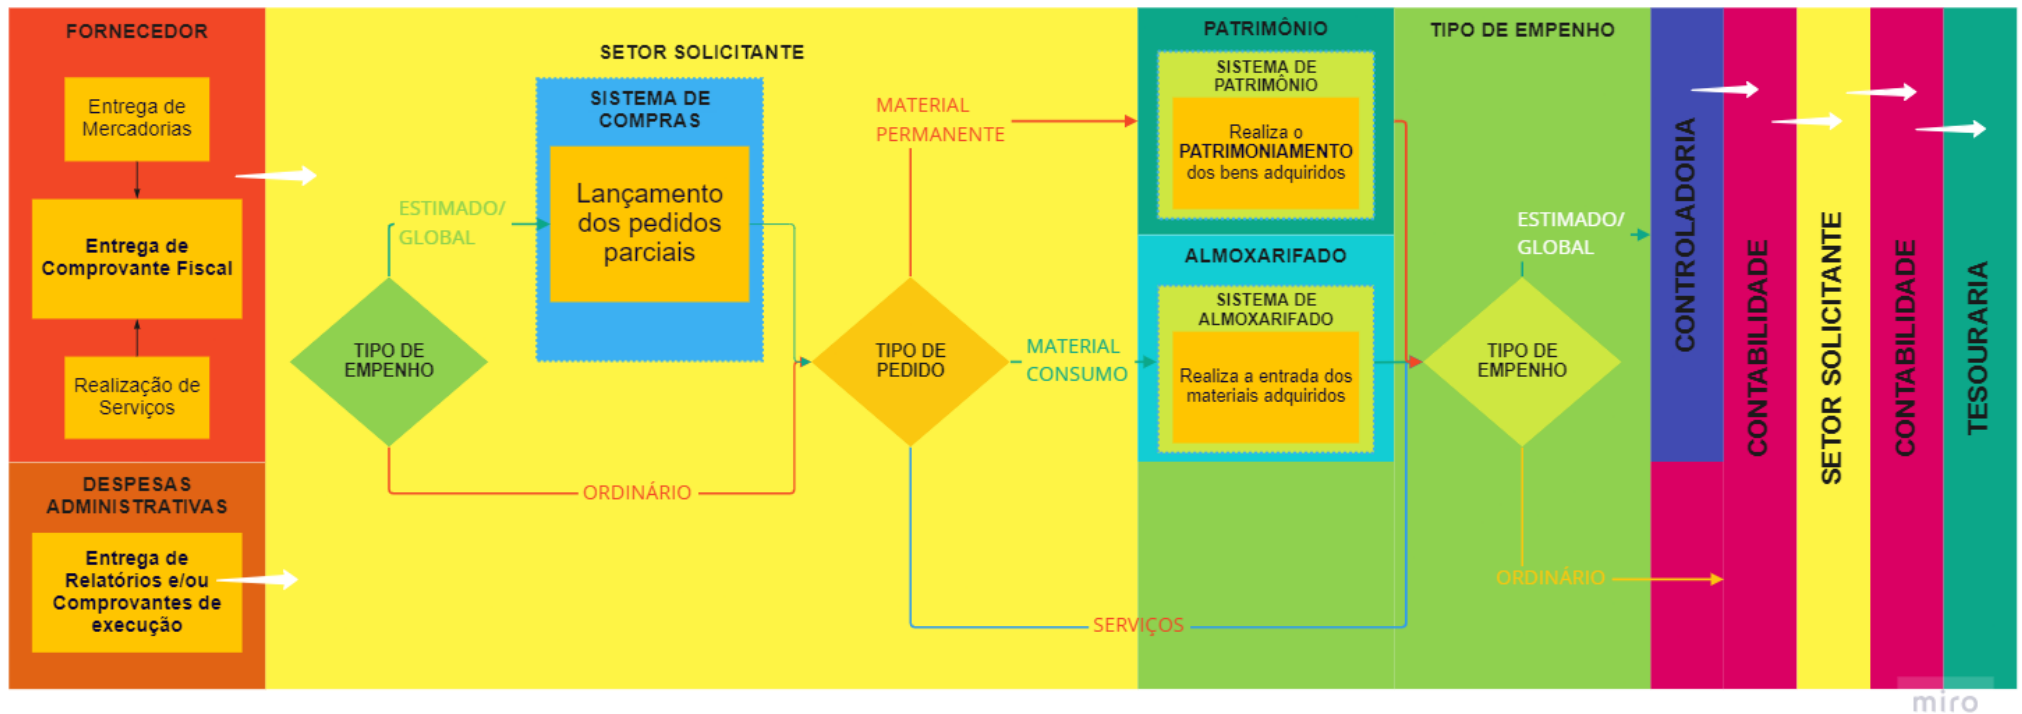 FORNECEDOR
Entrega de
Mercadorias
Entrega de
Comprovante Fiscal
Realização de
Serviços
DESPESAS
ADMINISTRATIVAS
Entrega de
Relatórios e/ou
Comprovantes de
execução
SETOR SOLICITANTE
TIPO DE
EMPENHO
ESTIMADO/
GLOBAL
SISTEMA DE
COMPRAS
Lançamento
dos pedidos
parciais
ORDINÁRIO
TIPO DE
PEDIDO
MATERIAL
PERMANENTE
MATERIAL
CONSUMO
SERVIÇOS
PATRIMÔNIO
SISTEMA DE
PATRIMÔNIO
Realiza o
PATRIMONIAMENTO
dos bens adquiridos
ALMOXARIFADO
SISTEMA DE
ALMOXARIFADO
Realiza a entrada dos
materiais adquiridos
TIPO DE EMPENHO
ESTIMADO/
GLOBAL
TIPO DE
EMPENHO
ORDINÁRIO
CONTROLADORIA
CONTABILIDADE
SETOR SOLICITANTE
CONTABILIDADE
TESOURARIA
miro